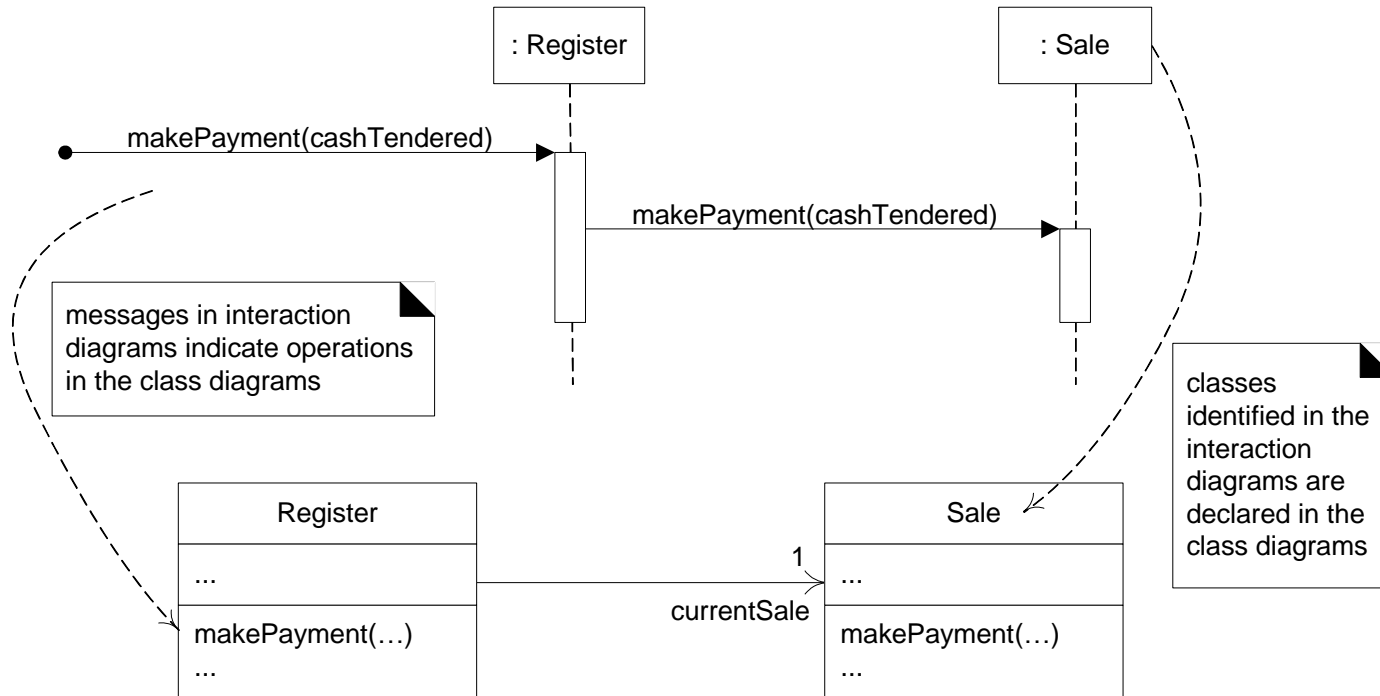 : Register
: Sale
makePayment(cashTendered)
makePayment(cashTendered)
messages in interaction
diagrams indicate operations
in the class diagrams
classes
identified in the
interaction
diagrams are
declared in the
class diagrams
Register
...
makePayment(…)
...
1
currentSale
Sale
...
makePayment(…)
...